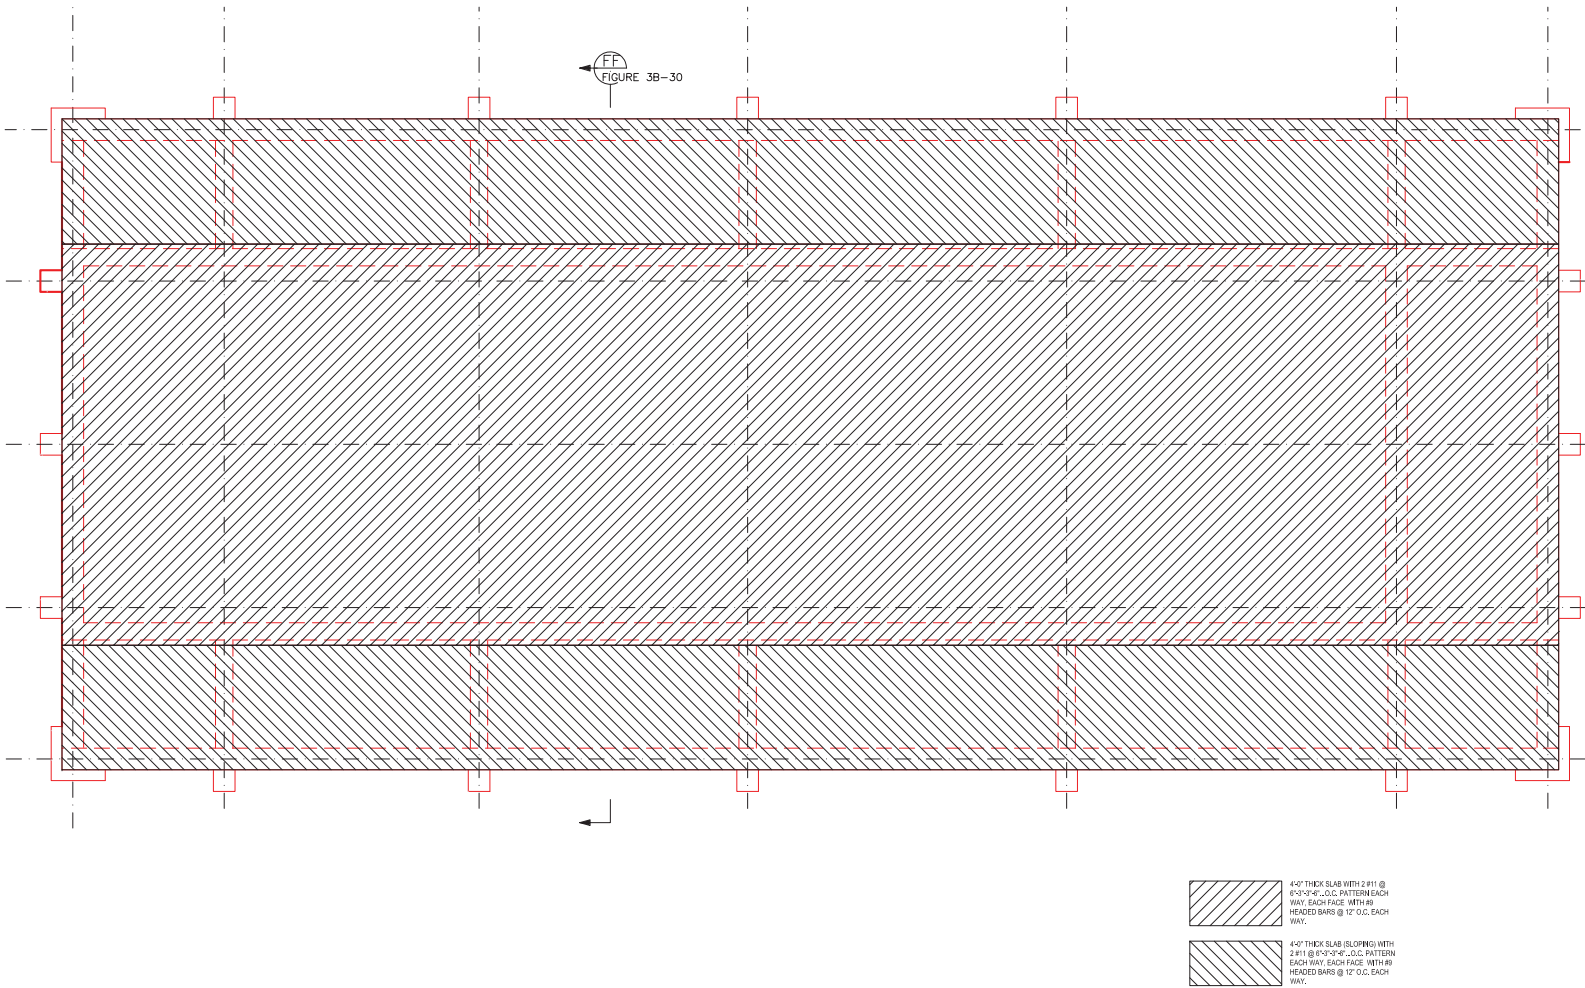 FF
FIGURE 3B-30
4'-0" THICK SLAB WITH 2 #11 @
6"-3"-3"-6"...O.C. PATTERN EACH
WAY, EACH FACE WITH #9
HEADED BARS @ 12" O.C. EACH
WAY.
4'-0" THICK SLAB (SLOPING) WITH
2 #11 @ 6"-3"-3"-6"...O.C. PATTERN
EACH WAY, EACH FACE WITH #9
HEADED BARS @ 12" O.C. EACH
WAY.